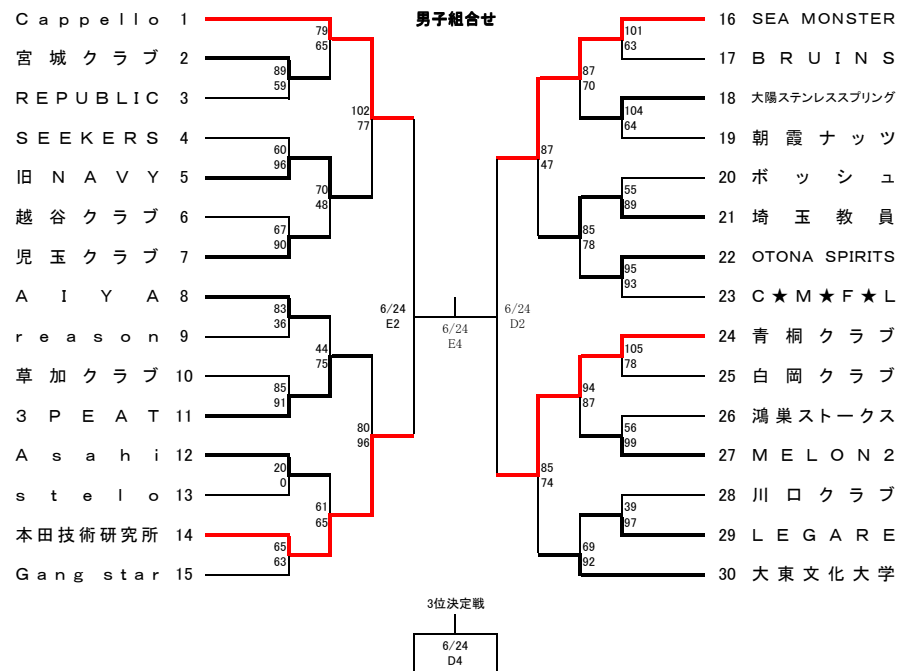 男子組合せ
Cappello 1
宮城クラブ 2
REPUBLIC 3
SEEKERS 4
旧NAVY 5
越谷クラブ 6
児玉クラブ 7
AIYA 8
reason 9
草加クラブ 10
3PEAT 11
Asahi 12
stelo 13
本田技術研究所 14
Gang star 15
79
65
89
59
102
77
60
96
70
48
67
90
83
36
44
75
85
91
80
96
20
0
61
65
65
63
6/24
E2
6/24
E4
6/24
D2
16 SEA MONSTER
17 BRUINS
18 大陽ステンレススプリング
19 朝霞ナッツ
20 ボッシュ
21 埼玉教員
22 OTONA SPIRITS
23 C★M★F★L
24 青桐クラブ
25 白岡クラブ
26 鴻巣ストークス
27 MELON2
28 川口クラブ
29 LEGARE
30 大東文化大学
101
63
87
70
104
64
87
47
55
89
85
78
95
93
105
78
94
87
56
99
85
74
39
97
69
92
3位決定戦
6/24
D4